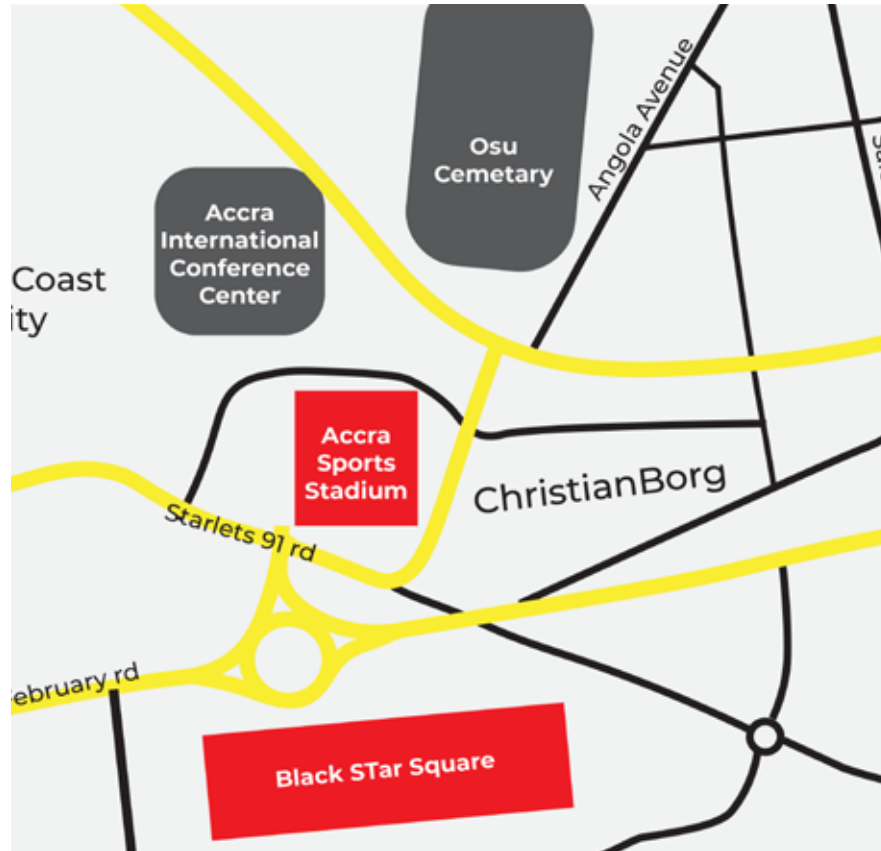 Osu
Cemetary
Angola Avenue
Accra
International
Conference
Center
Coast
ity
Accra
Sports
Stadium
ChristianBorg
Starlets 91 rd
ebruary rd
Black STar Square